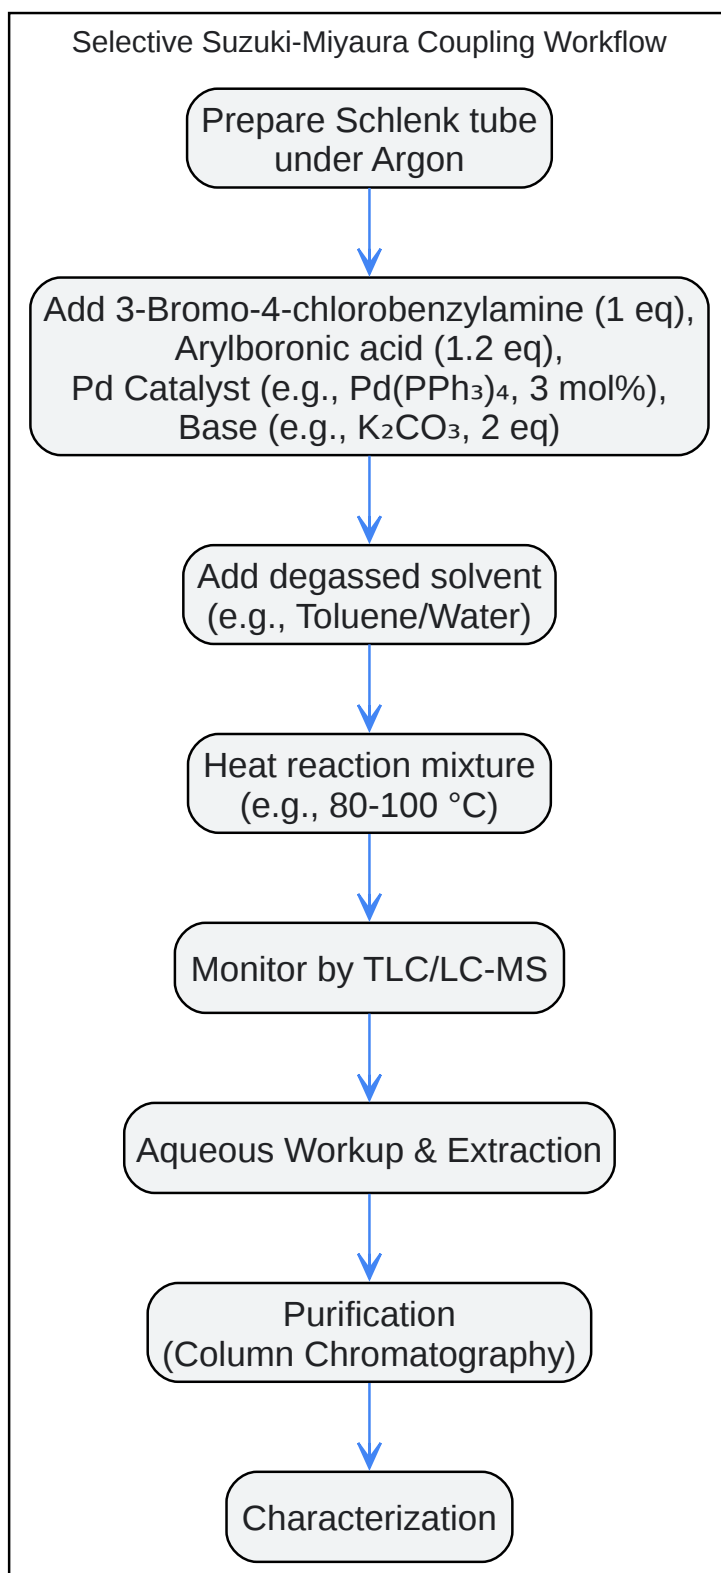 Selective Suzuki-Miyaura Coupling Workflow
Prepare Schlenk tube
under Argon
Add 3-Bromo-4-chlorobenzylamine (1 eq),
Arylboronic acid (1.2 eq),
Pd Catalyst (e.g., Pd(PPh₃)₄, 3 mol%),
Base (e.g., K₂CO₃, 2 eq)
Add degassed solvent
(e.g., Toluene/Water)
Heat reaction mixture
(e.g., 80-100 °C)
Monitor by TLC/LC-MS
Aqueous Workup & Extraction
Purification
(Column Chromatography)
Characterization